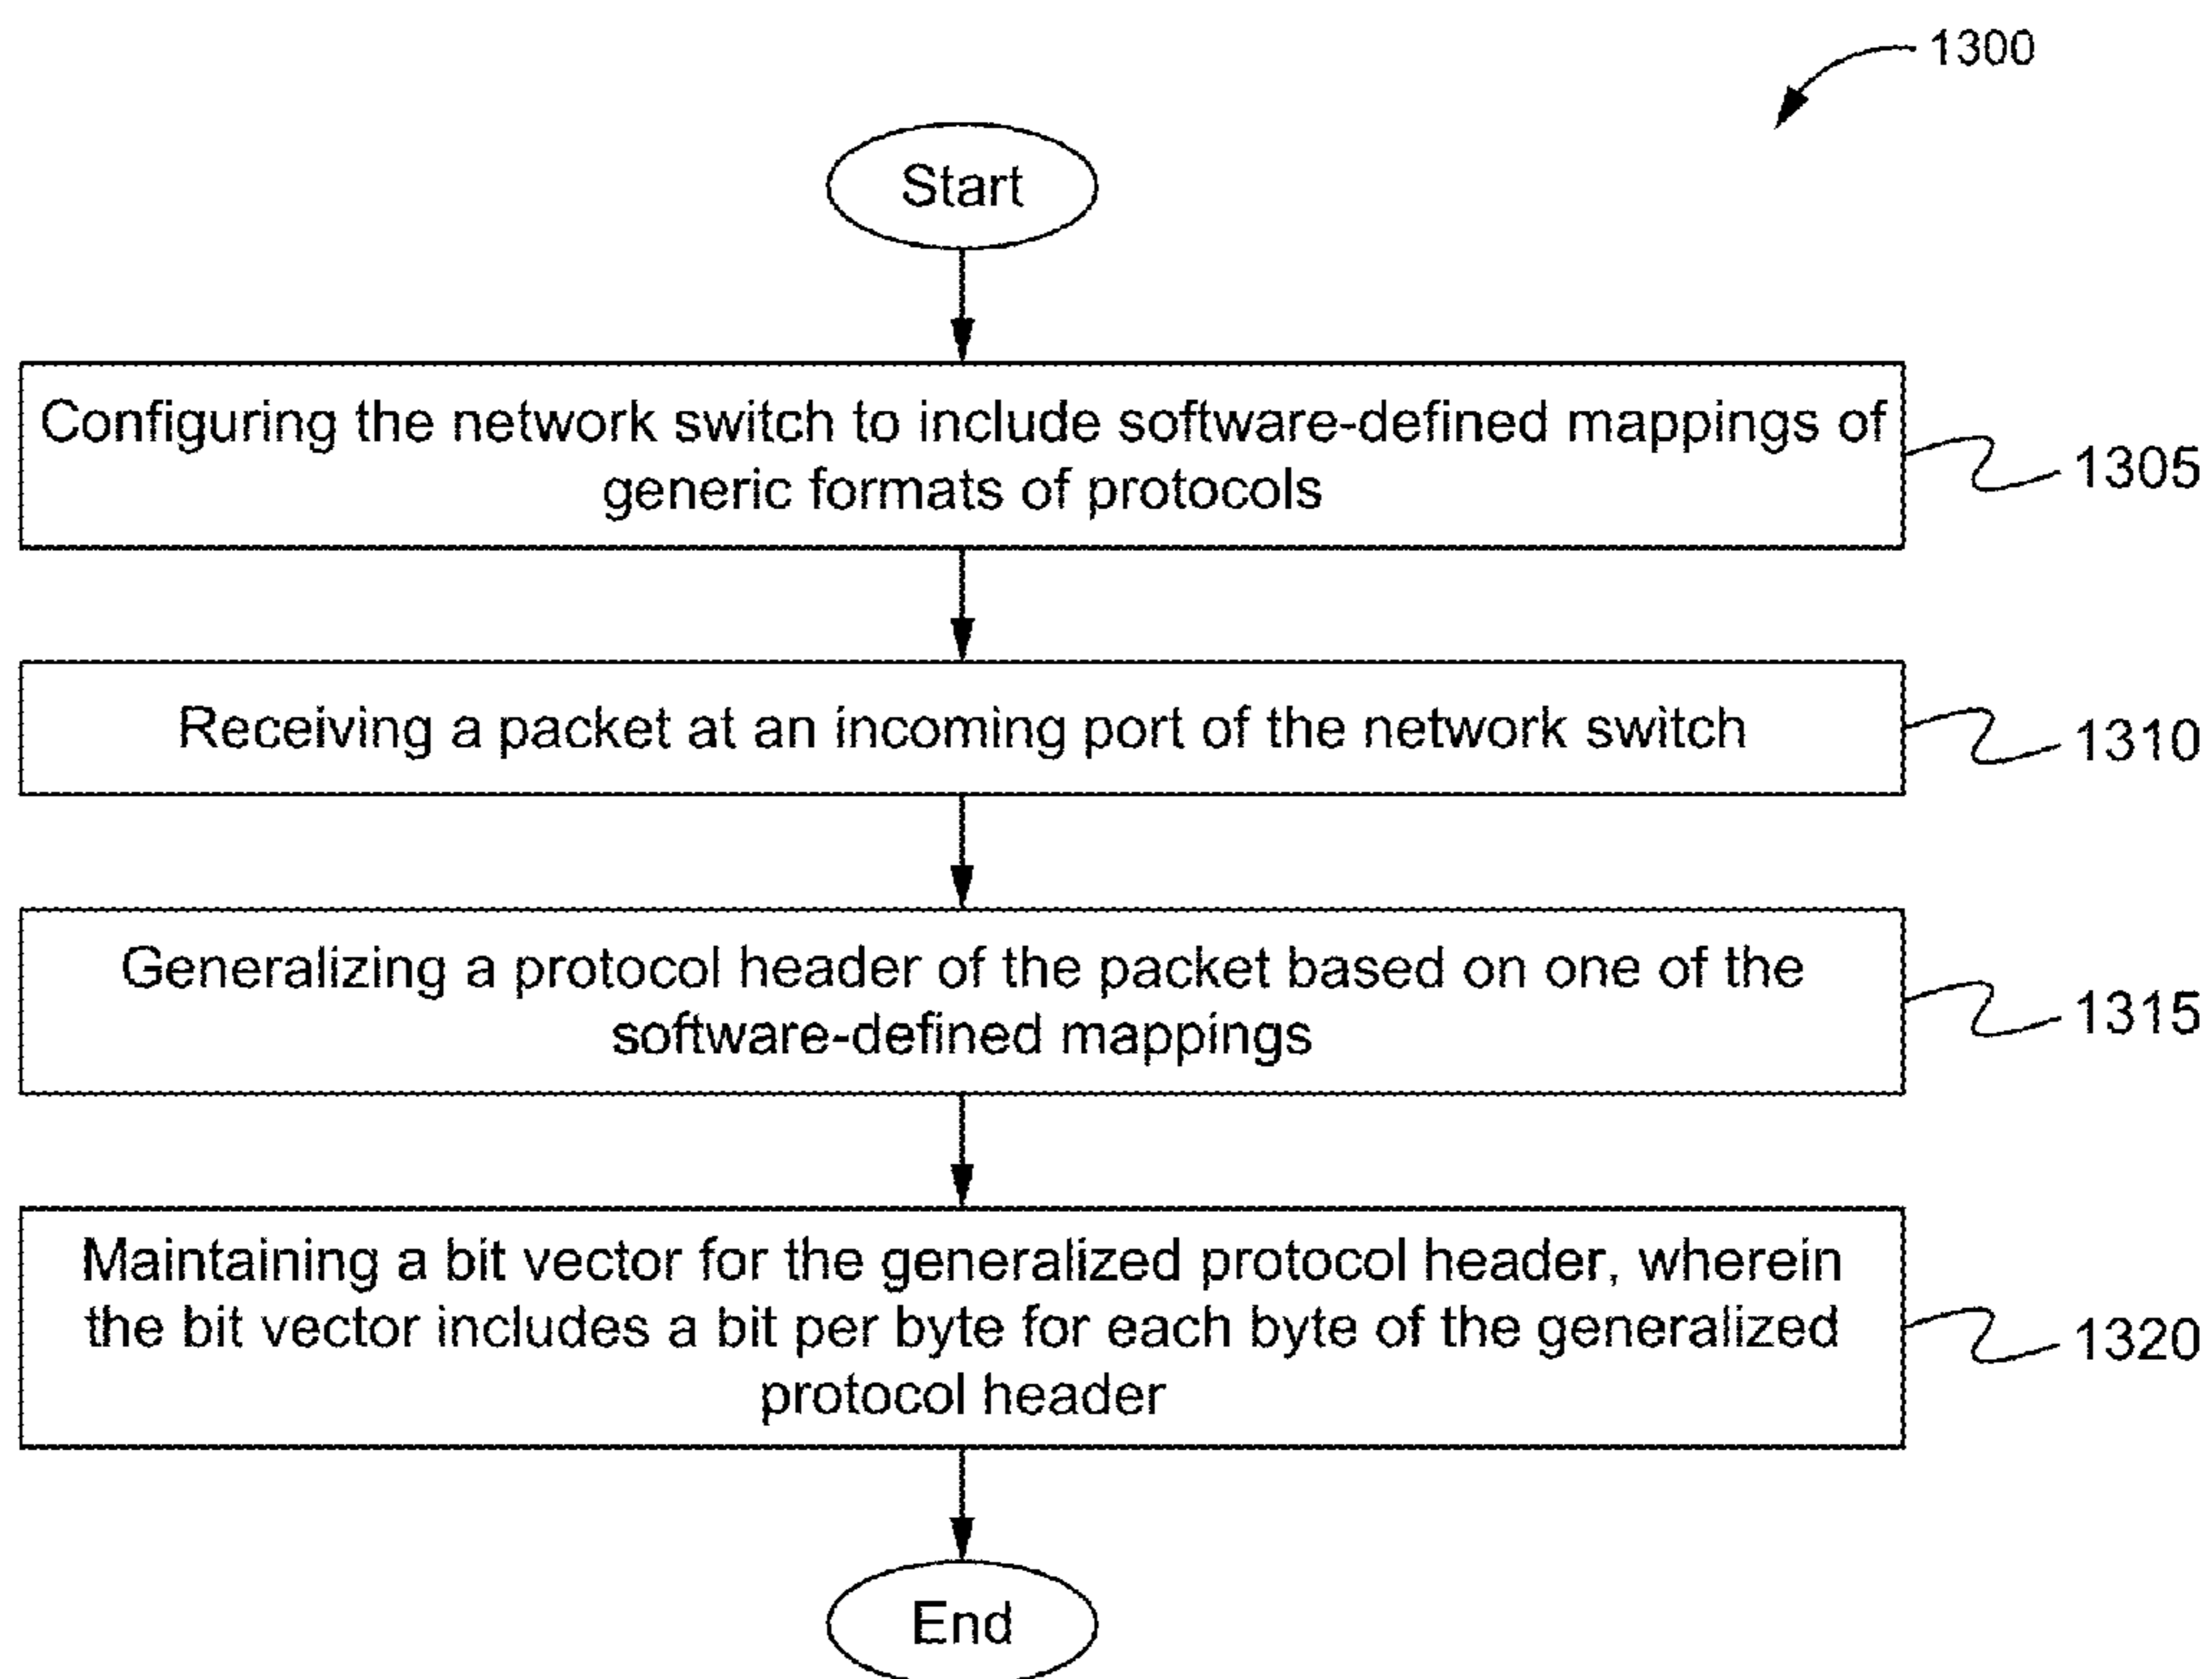 1300
Start
Configuring the network switch to include software-defined mappings of
generic formats of protocols
1305
Receiving a packet at an incoming port of the network switch
1310
Generalizing a protocol header of the packet based on one of the
software-defined mappings
1315
Maintaining a bit vector for the generalized protocol header, wherein
the bit vector includes a bit per byte for each byte of the generalized
protocol header
1320
End